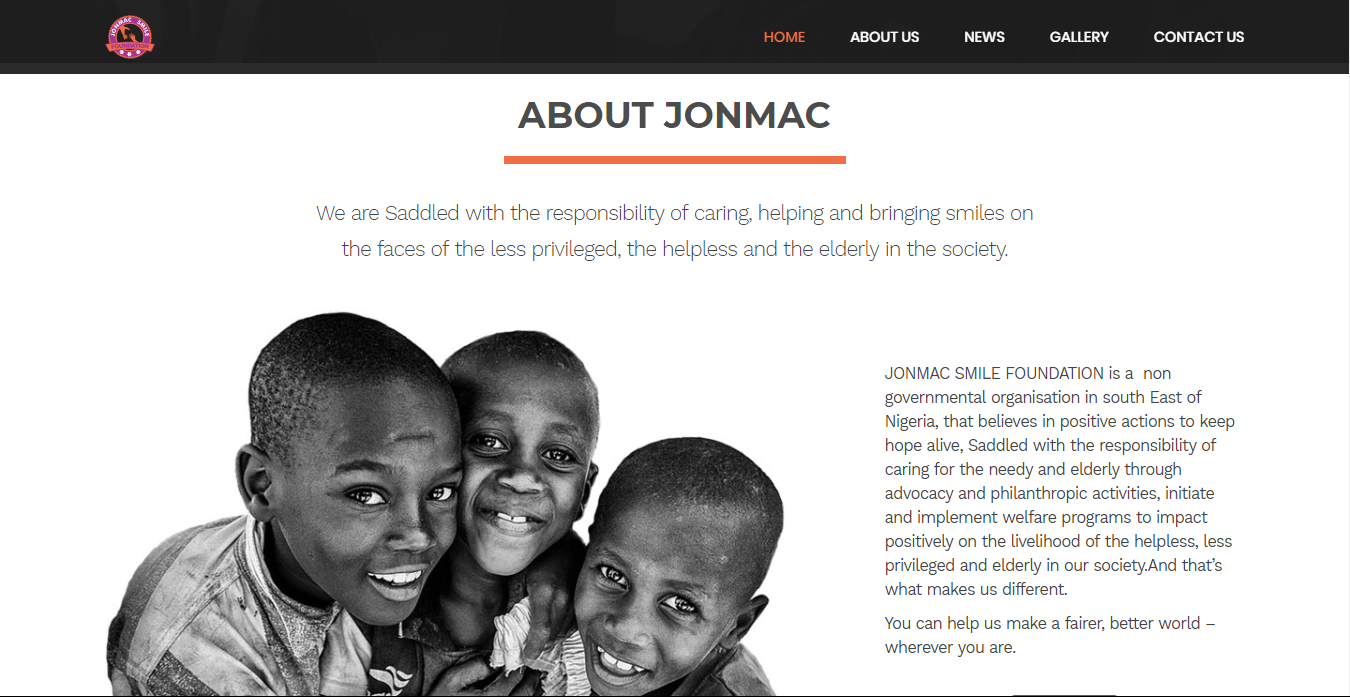 JONMAC SMILE
FOUNDATION
HOME
ABOUT US
NEWS
GALLERY
CONTACT US
ABOUT JONMAC
We are Saddled with the responsibility of caring, helping and bringing smiles on
the faces of the less privileged, the helpless and the elderly in the society.
JONMAC SMILE FOUNDATION is a  non
governmental organisation in south East of
Nigeria, that believes in positive actions to keep
hope alive, Saddled with the responsibility of
caring for the needy and elderly through
advocacy and philanthropic activities, initiate
and implement welfare programs to impact
positively on the livelihood of the helpless, less
privileged and elderly in our society.And that’s
what makes us different.
You can help us make a fairer, better world –
wherever you are.